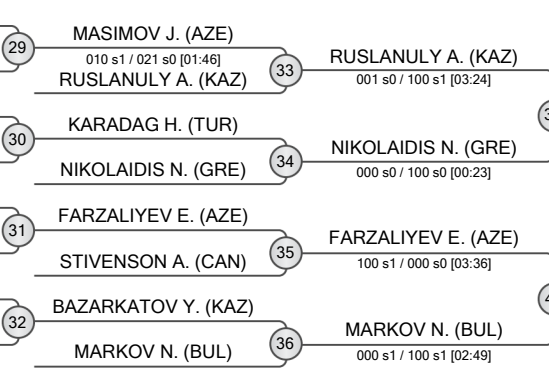 29
MASIMOV J. (AZE)
010 s1 / 021 s0 [01:46]
RUSLANULY A. (KAZ)
33
RUSLANULY A. (KAZ)
001 s0 / 100 s1 [03:24]
30
KARADAG H. (TUR)
NIKOLAIDIS N. (GRE)
34
NIKOLAIDIS N. (GRE)
000 s0 / 100 s0 [00:23]
31
FARZALIYEV E. (AZE)
STIVENSON A. (CAN)
35
FARZALIYEV E. (AZE)
100 s1 / 000 s0 [03:36]
32
BAZARKATOV Y. (KAZ)
MARKOV N. (BUL)
36
MARKOV N. (BUL)
000 s1 / 100 s1 [02:49]